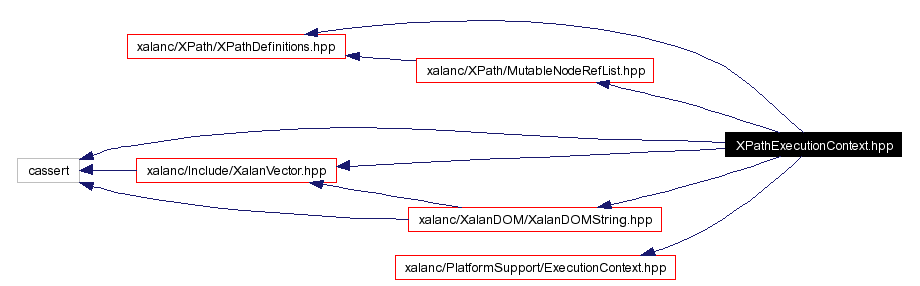 xalanc/XPath/XPathDefinitions.hpp
xalanc/XPath/MutableNodeRefList.hpp
XPathExecutionContext.hpp
cassert
xalanc/Include/XalanVector.hpp
xalanc/XalanDOM/XalanDOMString.hpp
xalanc/PlatformSupport/ExecutionContext.hpp